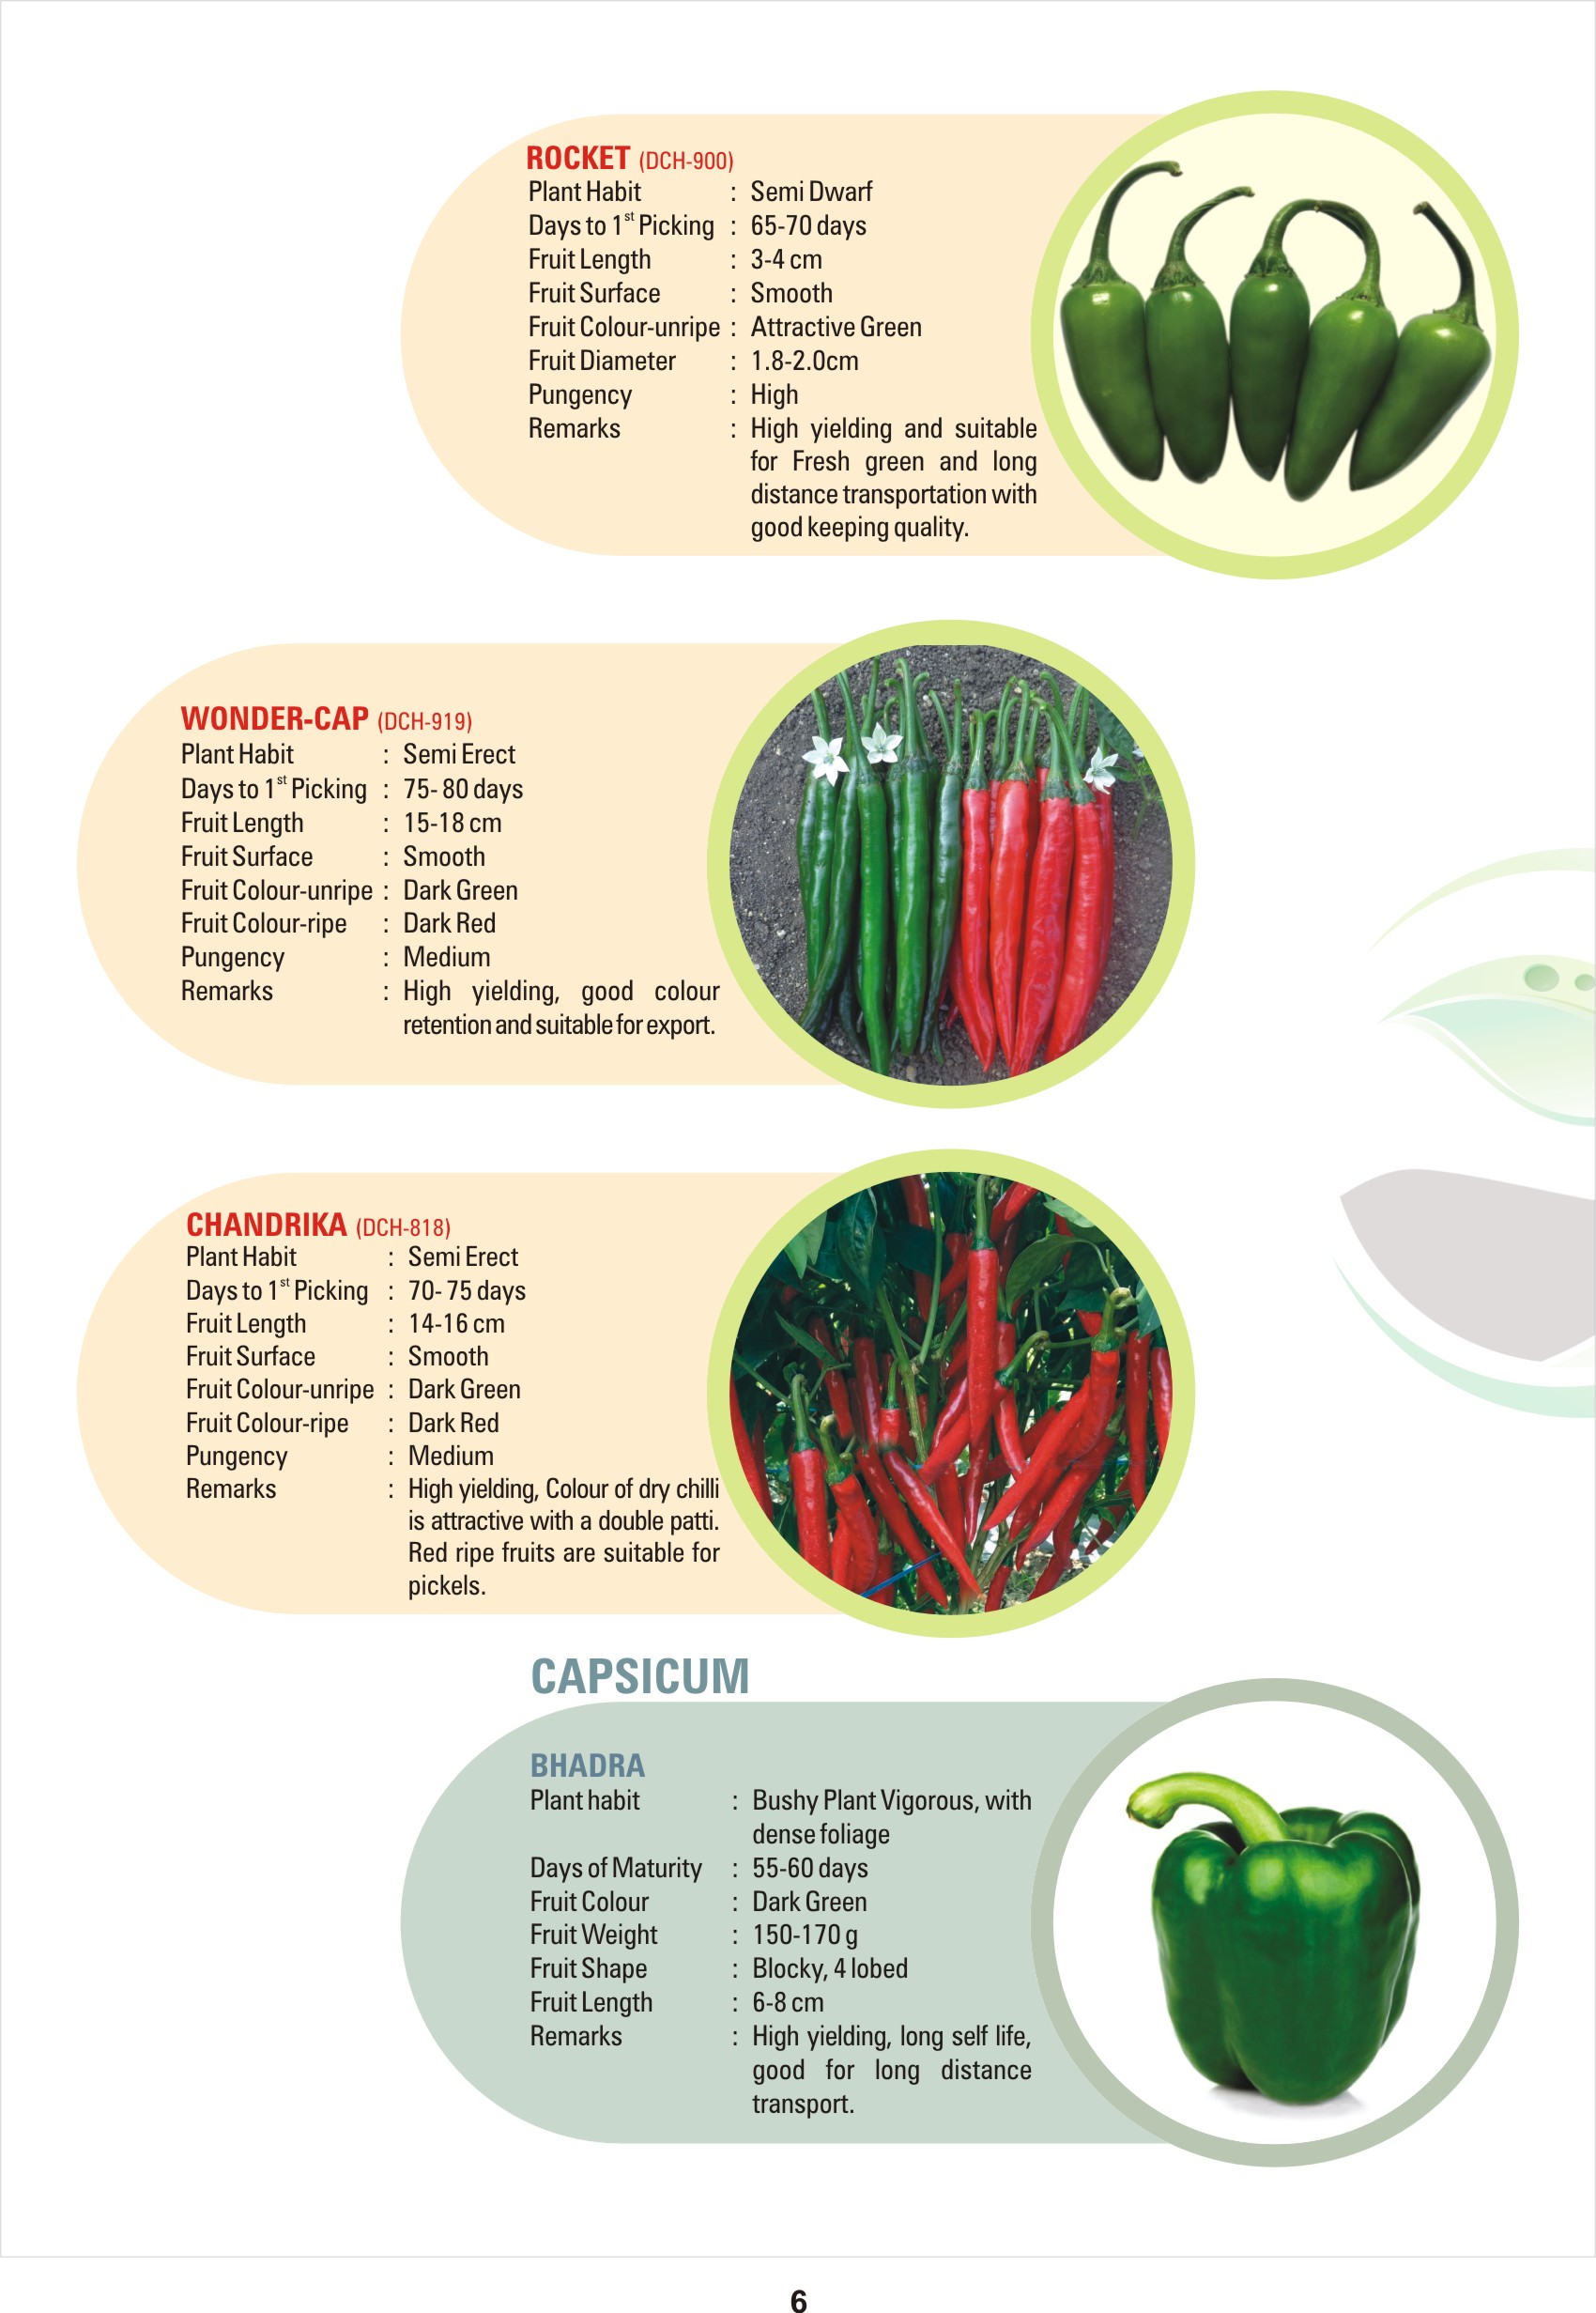 ROCKET (DCH-900)
Plant Habit : Semi Dwarf
Days to 1st Picking : 65-70 days
Fruit Length : 3-4 cm
Fruit Surface : Smooth
Fruit Colour-unripe : Attractive Green
Fruit Diameter : 1.8-2.0cm
Pungency : High
Remarks : High yielding and suitable
for Fresh green and long
distance transportation with
good keeping quality.
WONDER-CAP (DCH-919)
Plant Habit : Semi Erect
Days to 1st Picking : 75- 80 days
Fruit Length : 15-18 cm
Fruit Surface : Smooth
Fruit Colour-unripe : Dark Green
Fruit Colour-ripe : Dark Red
Pungency : Medium
Remarks : High yielding, good colour
retention and suitable for export.
CHANDRIKA (DCH-818)
Plant Habit : Semi Erect
Days to 1st Picking : 70- 75 days
Fruit Length : 14-16 cm
Fruit Surface : Smooth
Fruit Colour-unripe : Dark Green
Fruit Colour-ripe : Dark Red
Pungency : Medium
Remarks : High yielding, Colour of dry chilli
is attractive with a double patti.
Red ripe fruits are suitable for
pickels.
CAPSICUM
BHADRA
Plant habit : Bushy Plant Vigorous, with
dense foliage
Days of Maturity : 55-60 days
Fruit Colour : Dark Green
Fruit Weight : 150-170 g
Fruit Shape : Blocky, 4 lobed
Fruit Length : 6-8 cm
Remarks : High yielding, long self life,
good for long distance
transport.
6